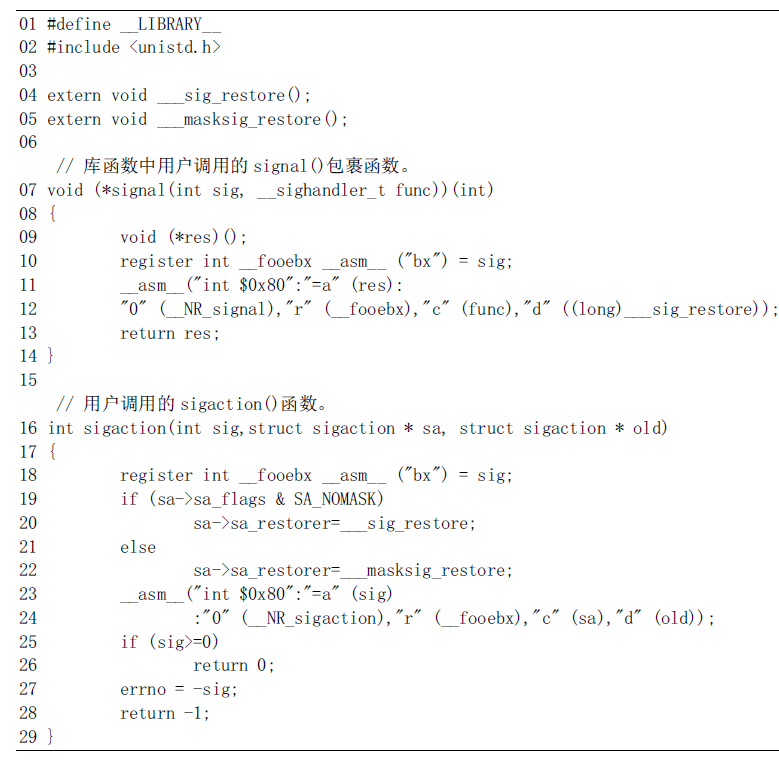 01 #define __LIBRARY__
02 #include <unistd.h>
03
04 extern void ___sig_restore();
05 extern void ___masksig_restore();
06
// 库函数中用户调用的 signal()包裹函数。
07 void (*signal(int sig, __sighandler_t func))(int)
08 {
09 void (*res)();
10 register int __fooebx __asm__ ("bx") = sig;
11 __asm__("int $0x80":"=a" (res):
12 "0" (__NR_signal),"r" (__fooebx),"c" (func),"d" ((long)___sig_restore));
13 return res;
14 }
15
// 用户调用的 sigaction()函数。
16 int sigaction(int sig,struct sigaction * sa, struct sigaction * old)
17 {
18 register int __fooebx __asm__ ("bx") = sig;
19 if (sa->sa_flags & SA_NOMASK)
20 sa->sa_restorer=___sig_restore;
21 else
22 sa->sa_restorer=___masksig_restore;
23 __asm__("int $0x80":"=a" (sig)
24 :"0" (__NR_sigaction),"r" (__fooebx),"c" (sa),"d" (old));
25 if (sig>=0)
26 return 0;
27 errno = -sig;
28 return -1;
29 }